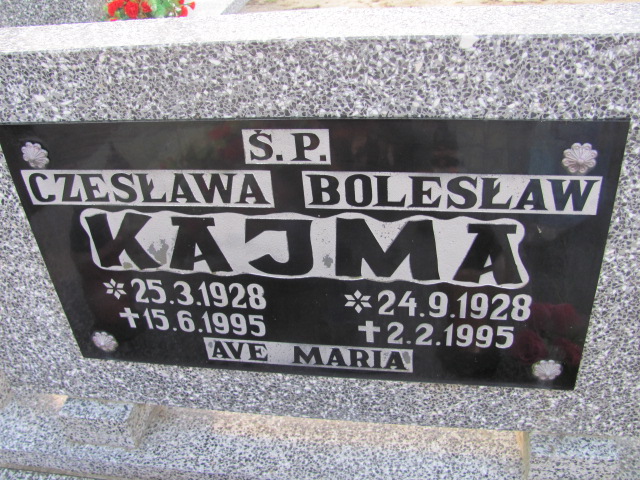 Ś.P.
CZESŁAWA BOLESŁAW
KAJMA
*25.3.1928 *24.9.1928
✝15.6.1995 ✝2.2.1995
AVE MARIA